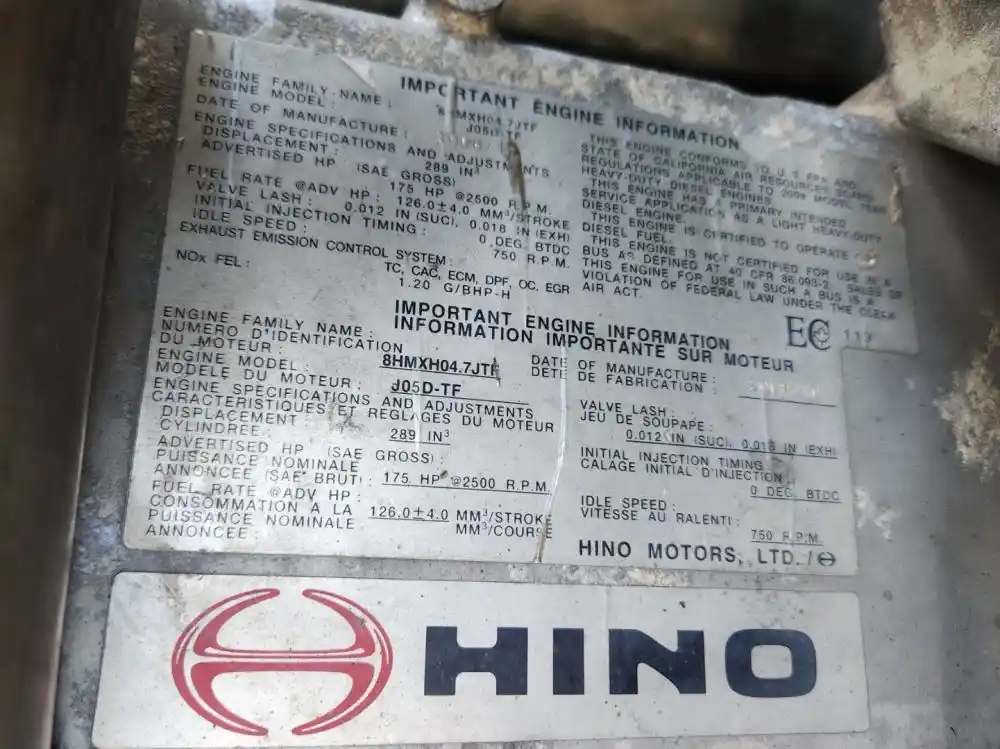 IMPORTANT ENGINE INFORMATION
ENGINE FAMILY NAME : 8HMXH04.7JTF
ENGINE MODEL : J05D-TF
DATE OF MANUFACTURE :
ENGINE SPECIFICATIONS AND ADJUSTMENTS
DISPLACEMENT : 289 IN³
ADVERTISED HP (SAE GROSS)
175 HP @2500 R.P.M.
FUEL RATE @ADV HP : 126.0±4.0 MM³/STROKE
VALVE LASH : 0.012 IN (SUC), 0.018 IN (EXH)
INITIAL INJECTION TIMING : 0 DEG. BTDC
IDLE SPEED : 750 R.P.M.
EXHAUST EMISSION CONTROL SYSTEM :
TC, CAC, ECM, DPF, OC, EGR
NOx FEL : 1.20 G/BHP-H
THIS ENGINE CONFORMS TO U.S EPA AND
STATE OF CALIFORNIA AIR RESOURCES BOARD
REGULATIONS APPLICABLE TO MODEL YEAR
HEAVY-DUTY DIESEL ENGINES.
THIS ENGINE HAS A PRIMARY INTENDED
SERVICE APPLICATION AS A LIGHT HEAVY-DUTY
DIESEL ENGINE.
THIS ENGINE IS CERTIFIED TO OPERATE ON
DIESEL FUEL.
THIS ENGINE IS NOT CERTIFIED FOR USE IN A
BUS AS DEFINED AT 40 CFR 86.093-2. SALES OF
THIS ENGINE FOR USE IN SUCH A BUS IS A
VIOLATION OF FEDERAL LAW UNDER THE CLEAN
AIR ACT.
EC
IMPORTANT ENGINE INFORMATION
INFORMATION IMPORTANTE SUR MOTEUR
ENGINE FAMILY NAME :
NUMERO D'IDENTIFICATION
DU MOTEUR : 8HMXH04.7JTF
ENGINE MODEL :
MODELE DU MOTEUR : J05D-TF
ENGINE SPECIFICATIONS AND ADJUSTMENTS
CARACTERISTIQUES ET REGLAGES DU MOTEUR
DISPLACEMENT :
CYLINDREE : 289 IN³
ADVERTISED HP (SAE GROSS) :
PUISSANCE NOMINALE
ANNONCEE (SAE BRUT) : 175 HP @2500 R.P.M.
FUEL RATE @ADV HP :
CONSOMMATION A LA 126.0±4.0 MM³/STROKE
PUISSANCE NOMINALE : MM³/COURSE
ANNONCEE :
DATE OF MANUFACTURE :
DETE DE FABRICATION :
VALVE LASH :
JEU DE SOUPAPE :
0.012 IN (SUC), 0.018 IN (EXH)
INITIAL INJECTION TIMING
CALAGE INITIAL D'INJECTION :
0 DEG. BTDC
IDLE SPEED :
VITESSE AU RALENTI :
750 R.P.M.
HINO MOTORS, LTD. /
HINO